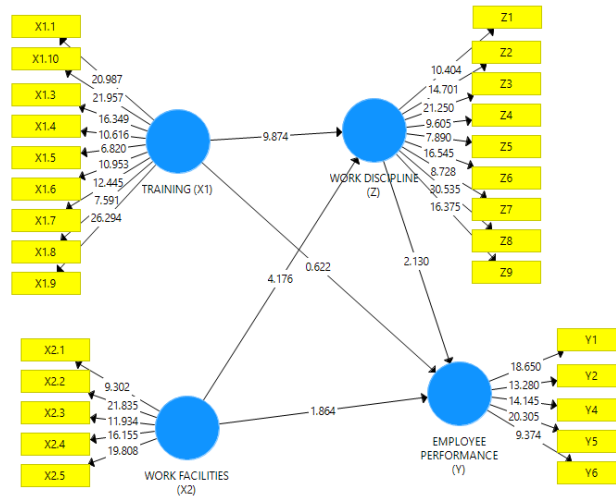 X1.1
X1.10
X1.3
X1.4
X1.5
X1.6
X1.7
X1.8
X1.9
20.987
21.957
16.349
10.616
6.820
10.953
12.445
7.591
26.294
TRAINING (X1)
9.874
Z1
Z2
Z3
Z4
Z5
Z6
Z7
Z8
Z9
10.404
14.701
21.250
9.605
7.890
16.545
8.728
30.535
16.375
WORK DISCIPLINE
(Z)
4.176
0.622
2.130
X2.1
X2.2
X2.3
X2.4
X2.5
9.302
21.835
11.934
16.155
19.808
WORK FACILITIES
(X2)
1.864
Y1
Y2
Y4
Y5
Y6
18.650
13.280
14.145
20.305
9.374
EMPLOYEE
PERFORMANCE
(Y)